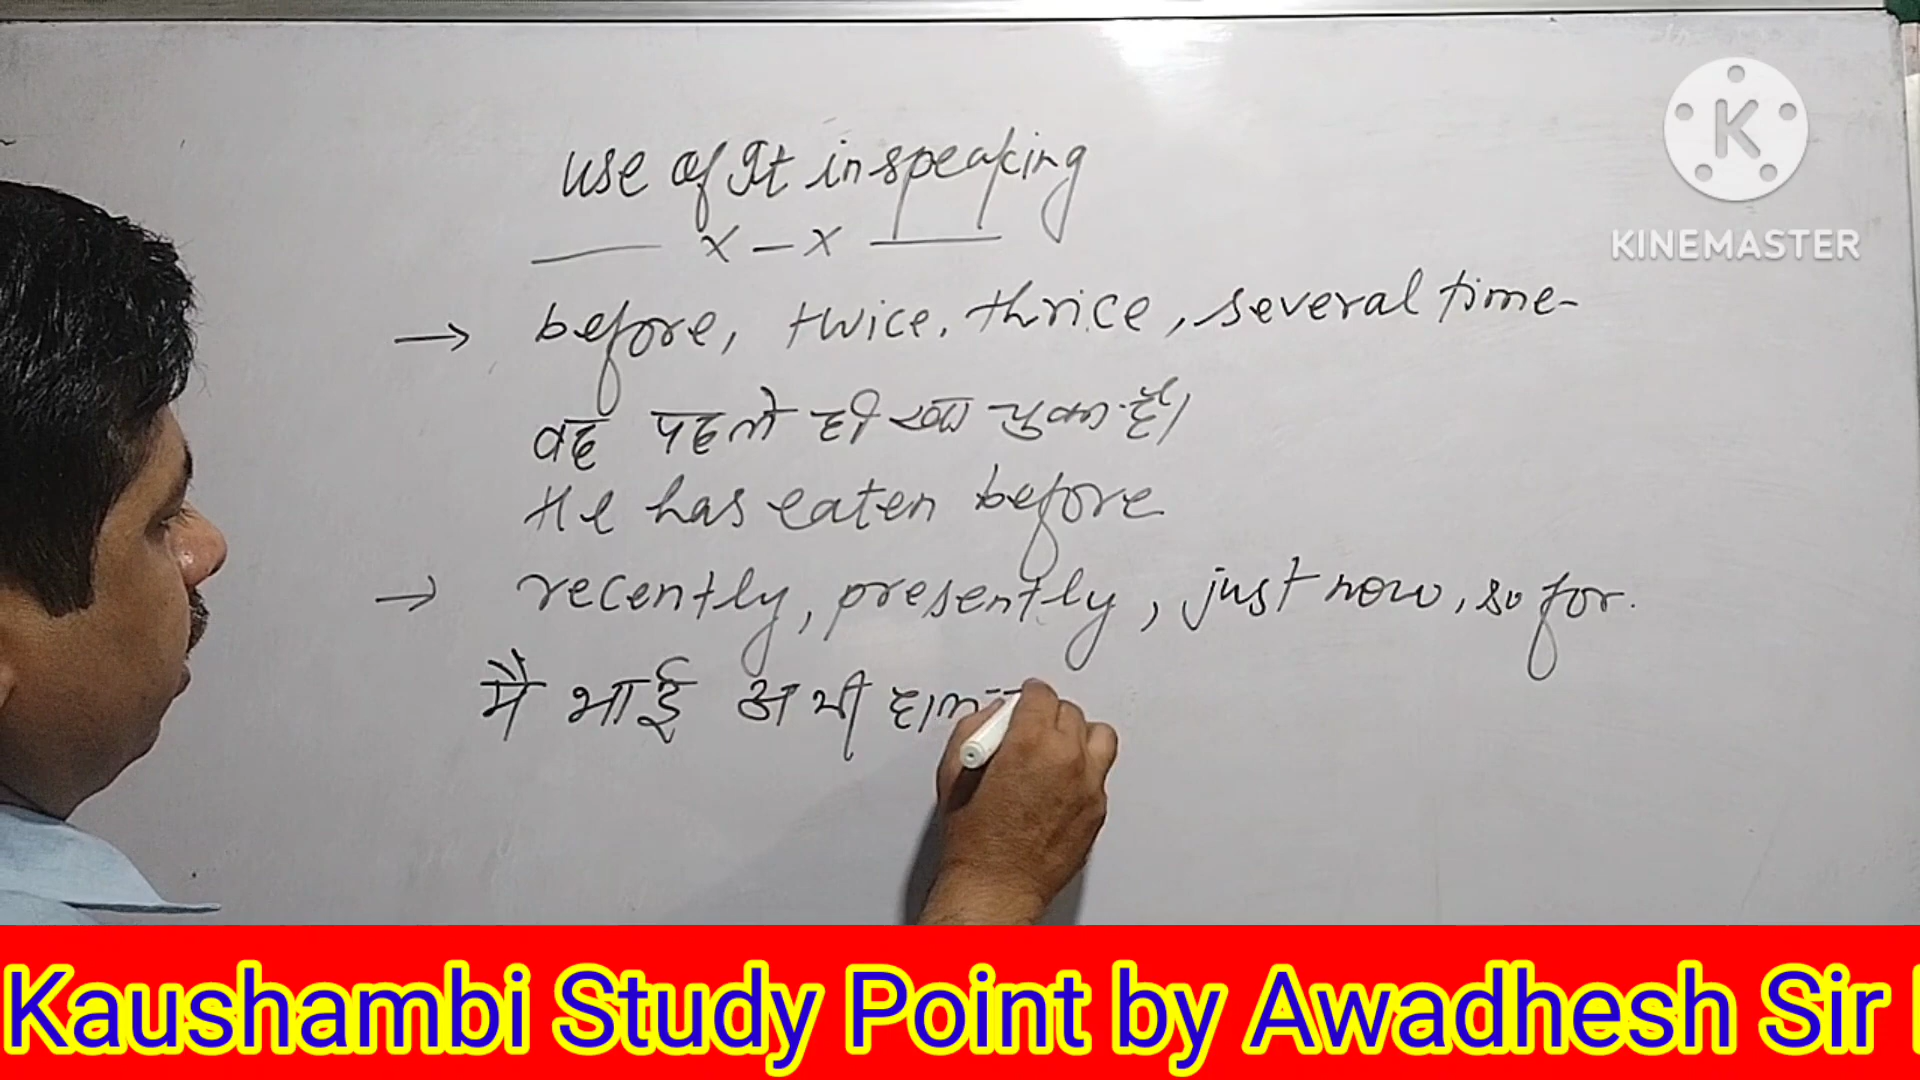 use of It in speaking
x - x
KINEMASTER
→ before, twice, thrice, several time-
वह पहले ही खा चुका है।
He has eaten before
→ recently, presently, just now, so for.
मै भाई अभी हाल
Kaushambi Study Point by Awadhesh Sir